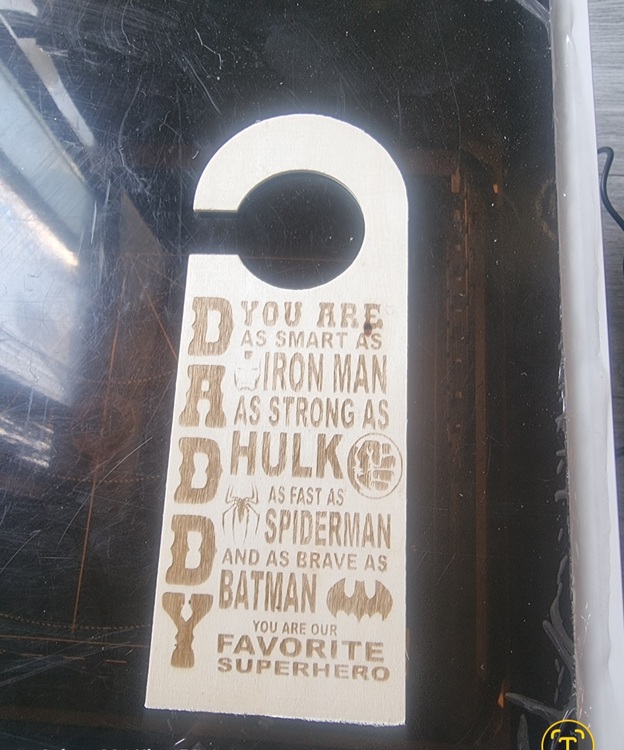 DADDY
YOU ARE
AS SMART AS
IRON MAN
AS STRONG AS
HULK
AS FAST AS
SPIDERMAN
AND AS BRAVE AS
BATMAN
YOU ARE OUR
FAVORITE
SUPERHERO